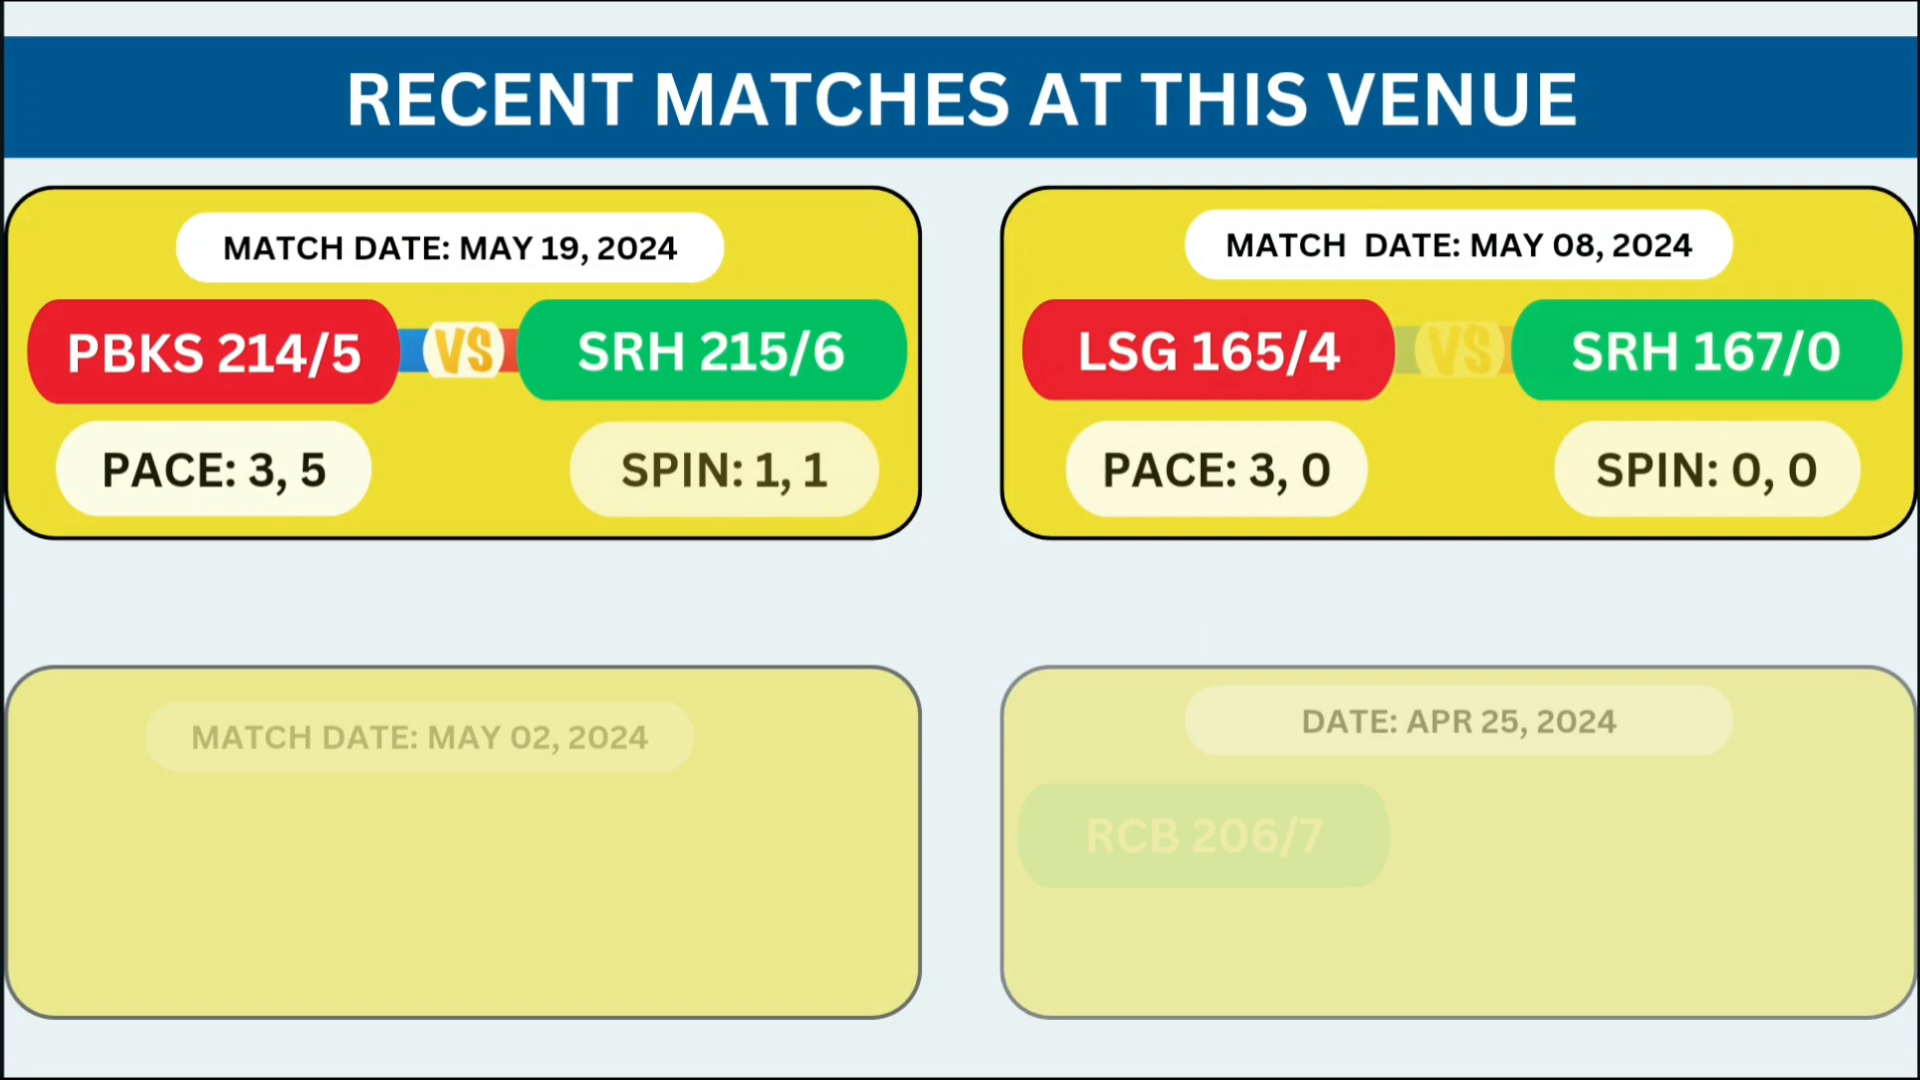 RECENT MATCHES AT THIS VENUE
MATCH DATE: MAY 19, 2024
PBKS 214/5 VS SRH 215/6
PACE: 3, 5 SPIN: 1, 1
MATCH DATE: MAY 08, 2024
LSG 165/4 VS SRH 167/0
PACE: 3, 0 SPIN: 0, 0
MATCH DATE: MAY 02, 2024
DATE: APR 25, 2024
RCB 206/7